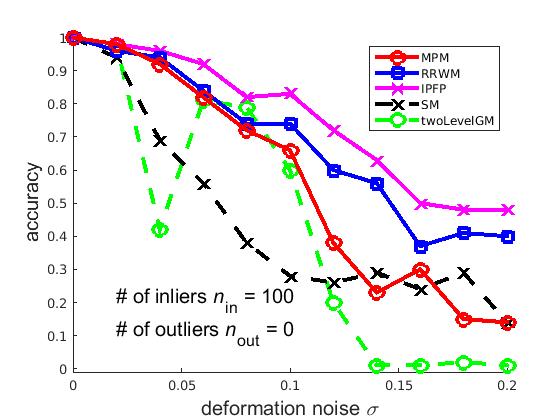 MPM
RRWM
IPFP
SM
twoLevelGM
1
0.9
0.8
0.7
0.6
0.5
0.4
0.3
0.2
0.1
0
accuracy
# of inliers n_in = 100
# of outliers n_out = 0
0 0.05 0.1 0.15 0.2
deformation noise σ